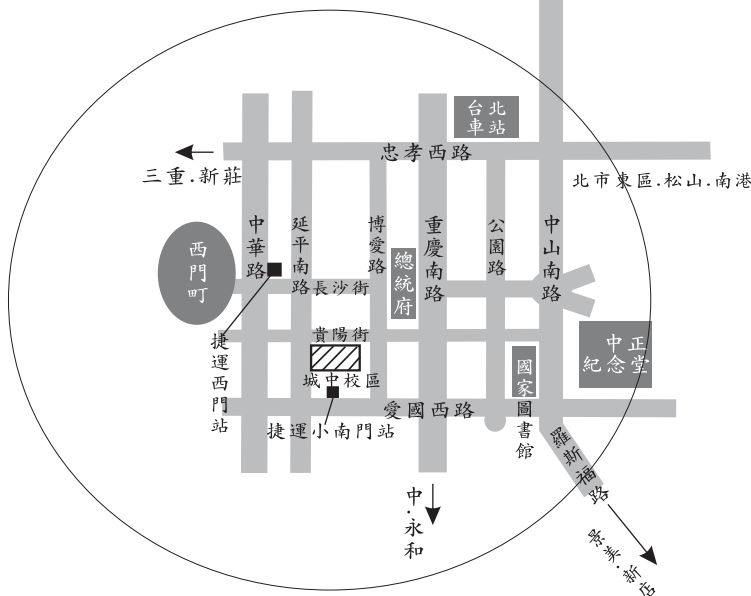 台北
車站
忠孝西路
三重.新莊
北市東區.松山.南港
中華路
延平南路
博愛路
重慶南路
公園路
中山南路
西門町
總統府
長沙街
貴陽街
捷運西門站
城中校區
國家圖書館
中正
紀念堂
愛國西路
捷運小南門站
羅斯福路
中.永和
景美.新店